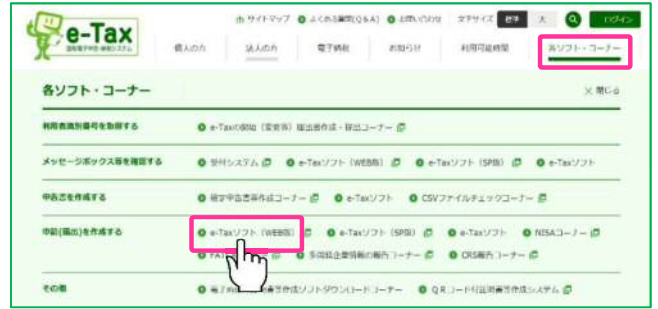 サイトマップ よくある質問(Q&A) お問い合わせ 文字サイズ 標準 大 ログイン
e-Tax
国税電子申告・納税システム
個人の方 法人の方 電子納税 お知らせ 利用可能時間 各ソフト・コーナー
各ソフト・コーナー 閉じる
利用者識別番号を取得する e-Taxの開始(変更等)届出書作成・提出コーナー
メッセージボックス等を確認する 受付システム e-Taxソフト(WEB版) e-Taxソフト(SP版) e-Taxソフト
申告書を作成する 確定申告書等作成コーナー e-Taxソフト CSVファイルチェックコーナー
申請(届出)を作成する e-Taxソフト(WEB版) e-Taxソフト(SP版) e-Taxソフト NISAコーナー
多国籍企業情報の報告コーナー CRS報告コーナー
その他 コーナー QRコード付証明書等作成システム